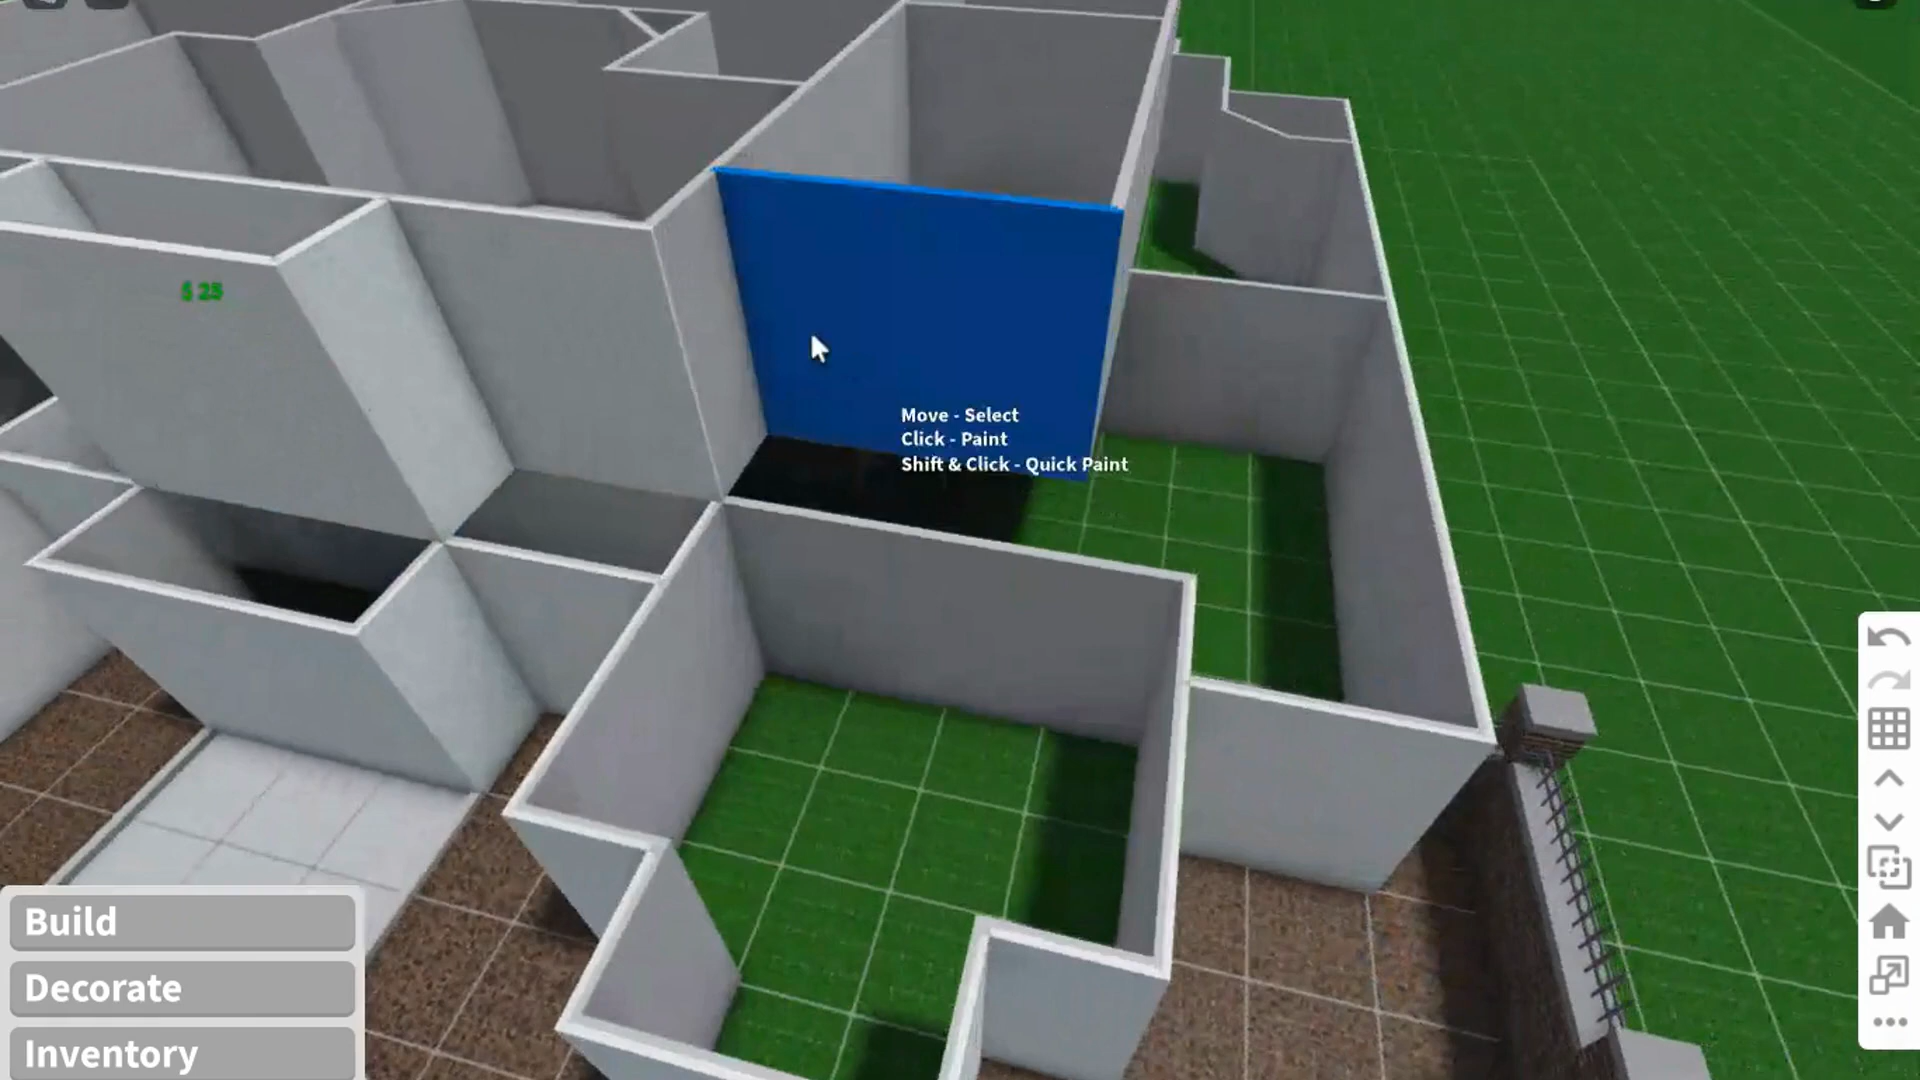 $ 25
Move - Select
Click - Paint
Shift & Click - Quick Paint
Build
Decorate
Inventory